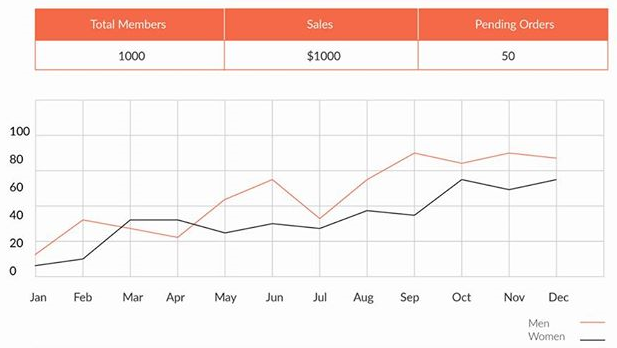 Total Members Sales Pending Orders
1000 $1000 50
100
80
60
40
20
0
Jan Feb Mar Apr May Jun Jul Aug Sep Oct Nov Dec
Men
Women